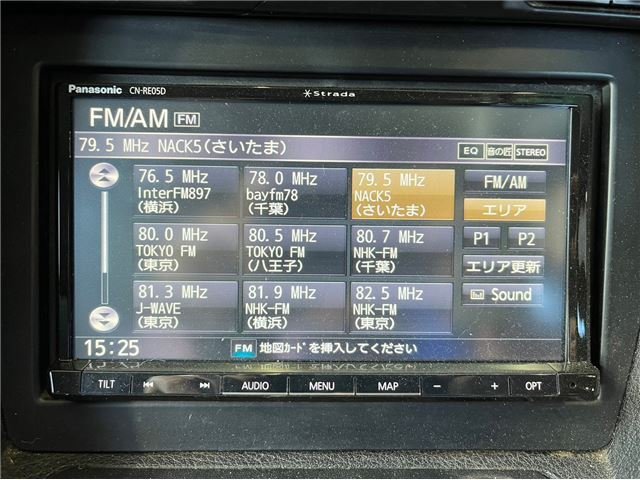 Panasonic CN-RE05D
Strada
FM/AM FM
79.5 MHz NACK5(さいたま)
EQ 音の匠 STEREO
76.5 MHz
InterFM897
(横浜)
78.0 MHz
bayfm78
(千葉)
79.5 MHz
NACK5
(さいたま)
FM/AM
エリア
80.0 MHz
TOKYO FM
(東京)
80.5 MHz
TOKYO FM
(八王子)
80.7 MHz
NHK-FM
(千葉)
P1 P2
エリア更新
81.3 MHz
J-WAVE
(東京)
81.9 MHz
NHK-FM
(横浜)
82.5 MHz
NHK-FM
(東京)
Sound
15:25
FM 地図ｶｰﾄﾞを挿入してください
TILT AUDIO MENU MAP − + OPT